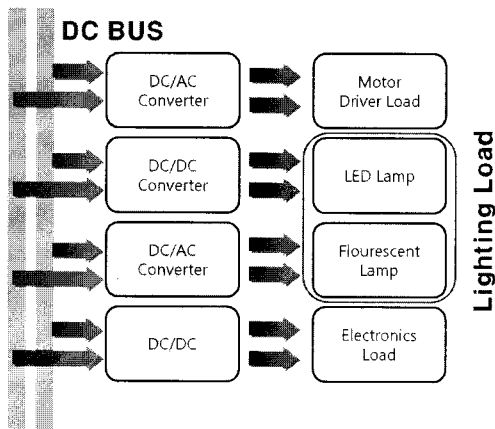 DC BUS
DC/AC
Converter
Motor
Driver Load
DC/DC
Converter
LED Lamp
DC/AC
Converter
Flourescent
Lamp
DC/DC
Electronics
Load
Lighting Load